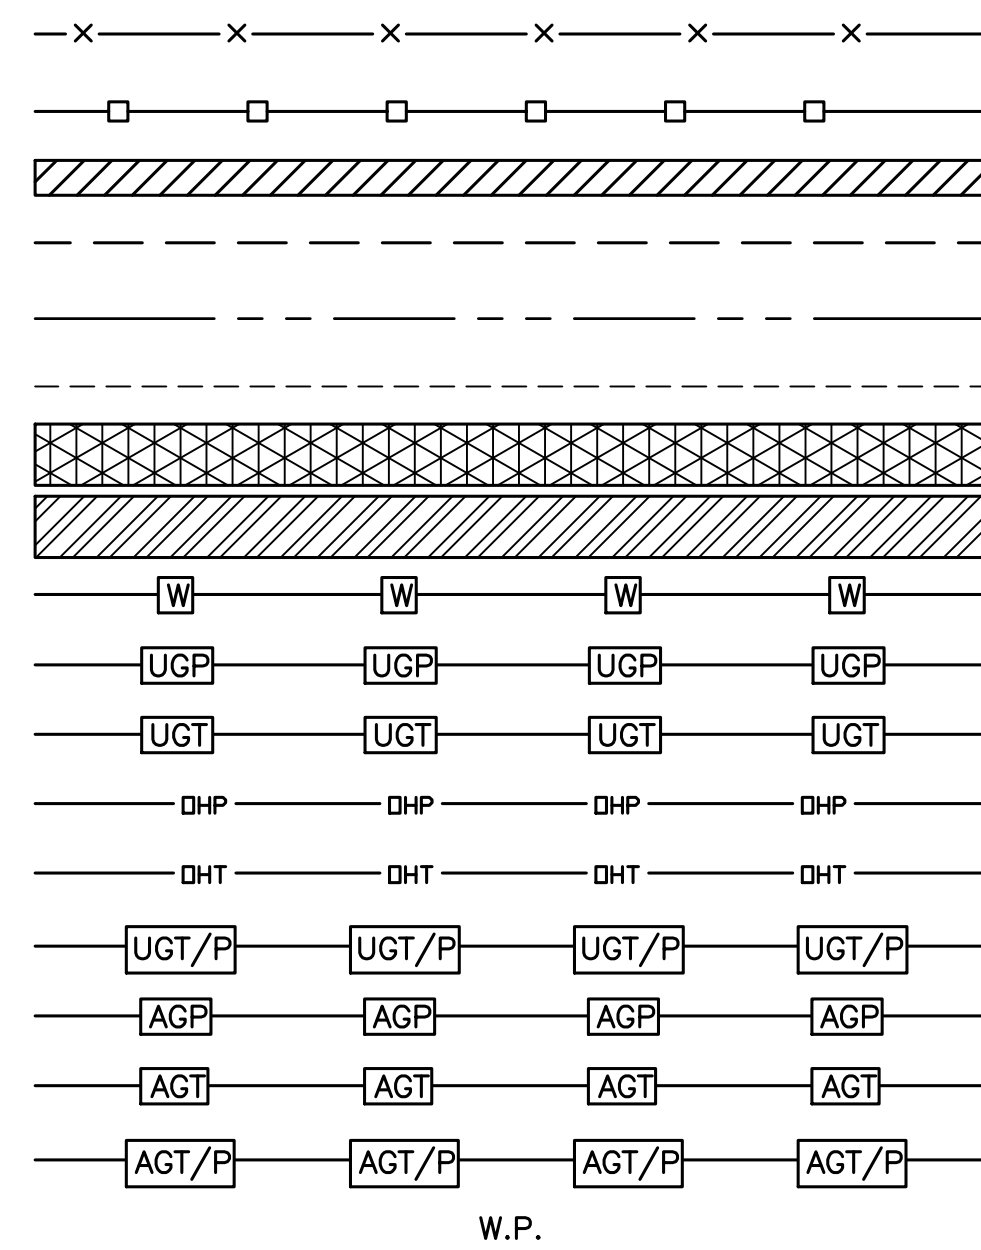 W W W W
UGP UGP UGP UGP
UGT UGT UGT UGT
OHP OHP OHP OHP
OHT OHT OHT OHT
UGT/P UGT/P UGT/P UGT/P
AGP AGP AGP AGP
AGT AGT AGT AGT
AGT/P AGT/P AGT/P AGT/P
W.P.